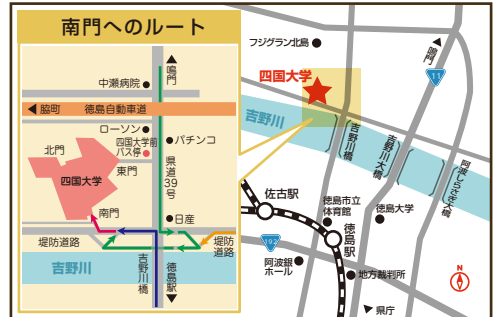 南門へのルート
鳴門
中瀬病院
脇町 徳島自動車道
ローソン
パチンコ
四国大学前
バス停
北門
東門
県道39号
四国大学
南門
日産
堤防道路
堤防
道路
吉野川
吉野川橋
徳島駅
フジグラン北島
鳴門
11
四国大学
吉野川
吉野川橋
吉野川大橋
阿波しらさぎ大橋
佐古駅
徳島市立
体育館
徳島大学
徳島駅
192
阿波銀
ホール
地方裁判所
県庁
N